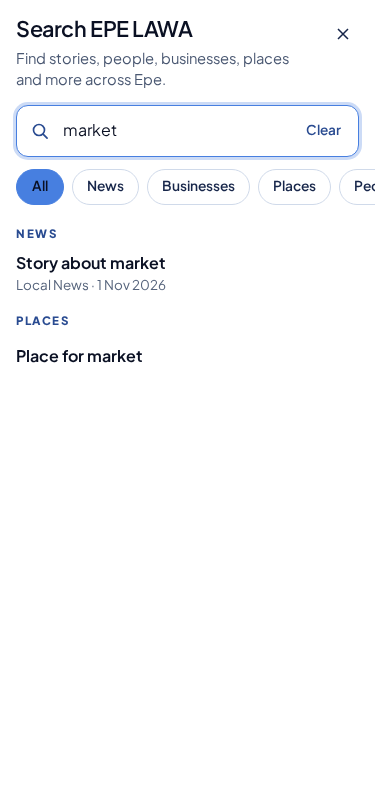 Search EPE LAWA
Find stories, people, businesses, places
and more across Epe.
market
Clear
All
News
Businesses
Places
NEWS
Story about market
Local News · 1 Nov 2026
PLACES
Place for market